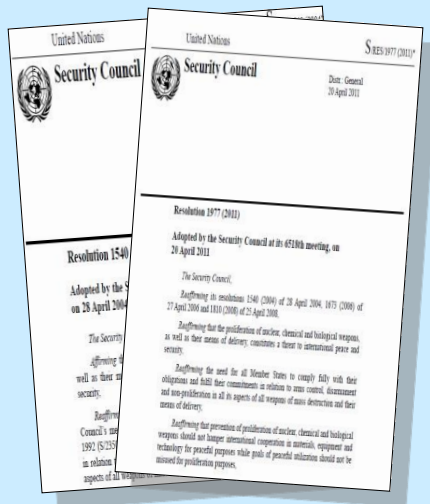 United Nations
S
Security Council
Resolution 1540
Adopted by the S
on 28 April 2004
The Security
Affirming th
well as their m
security.
Reaffirm
Council's me
1992 (S/235
in relation
aspects of all weapons
United Nations
S/RES/1977 (2011)*
Security Council
Distr.: General
20 April 2011
Resolution 1977 (2011)
Adopted by the Security Council at its 6518th meeting, on
20 April 2011
The Security Council,
Reaffirming its resolutions 1540 (2004) of 28 April 2004, 1673 (2006) of
27 April 2006 and 1810 (2008) of 25 April 2008,
Reaffirming that the proliferation of nuclear, chemical and biological weapons,
as well as their means of delivery, constitutes a threat to international peace and
security,
Reaffirming the need for all Member States to comply fully with their
obligations and fulfil their commitments in relation to arms control, disarmament
and non-proliferation in all its aspects of all weapons of mass destruction and their
means of delivery,
Reaffirming that prevention of proliferation of nuclear, chemical and biological
weapons should not hamper international cooperation in materials, equipment and
technology for peaceful purposes while goals of peaceful utilization should not be
misused for proliferation purposes,